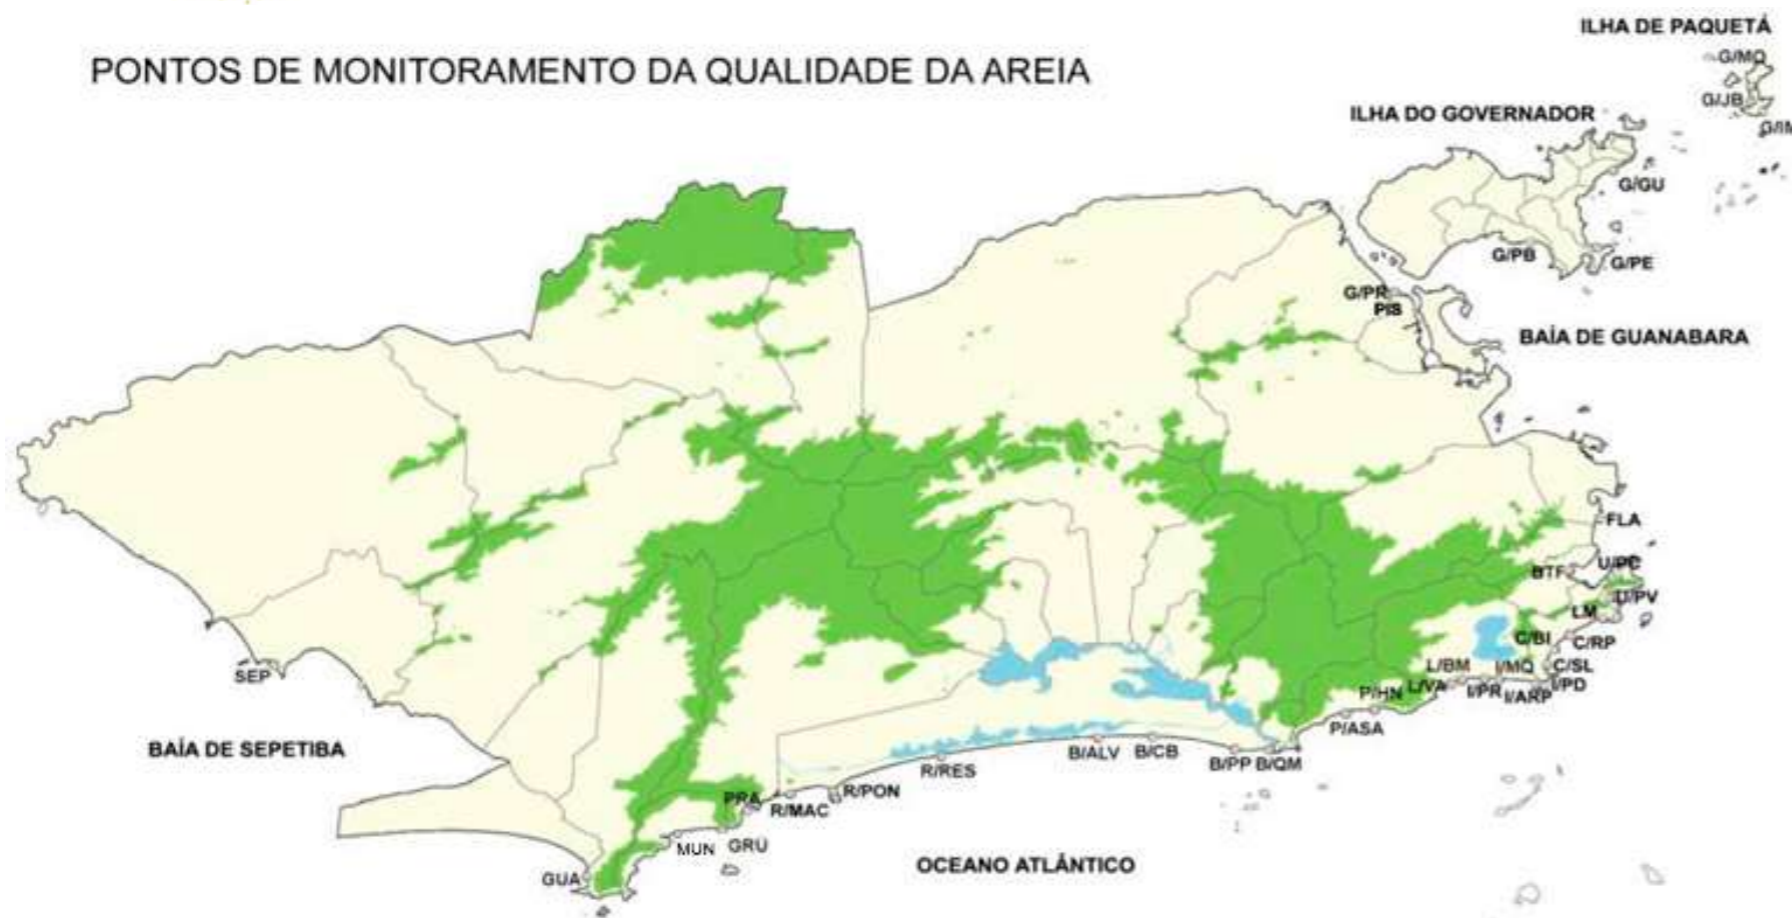 ILHA DE PAQUETÁ
G/MO
PONTOS DE MONITORAMENTO DA QUALIDADE DA AREIA
G/JB
ILHA DO GOVERNADOR
G/IM
G/GU
G/PB
G/PE
G/PR
PIS
BAÍA DE GUANABARA
FLA
U/PC
BTF
U/PV
LM
C/BI
C/RP
L/BM
I/MQ
C/SL
SEP
P/HN
L/VA
I/PR
I/ARP
I/PD
P/ASA
BAÍA DE SEPETIBA
B/ALV
B/CB
B/PP
B/QM
R/RES
PRA
R/MAC
R/PON
MUN
GRU
OCEANO ATLÂNTICO
GUA